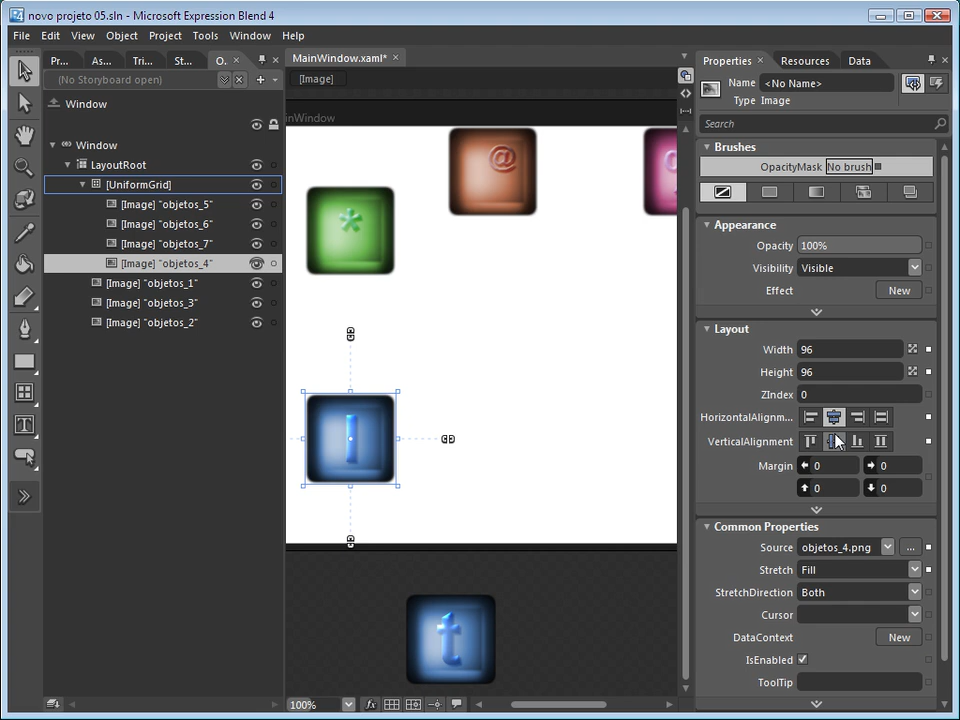 novo projeto 05.sln - Microsoft Expression Blend 4
File Edit View Object Project Tools Window Help
Pr... As... Tri... St... O.. ×
MainWindow.xaml* ×
Properties × Resources Data
(No Storyboard open)
[Image]
Name <No Name>
Type Image
Window
inWindow
Search
Window
LayoutRoot
[UniformGrid]
[Image] "objetos_5"
[Image] "objetos_6"
[Image] "objetos_7"
[Image] "objetos_4"
[Image] "objetos_1"
[Image] "objetos_3"
[Image] "objetos_2"
@
*
l
t
100%
fx
Brushes
OpacityMask No brush
Appearance
Opacity 100%
Visibility Visible
Effect New
Layout
Width 96
Height 96
ZIndex 0
HorizontalAlignm...
VerticalAlignment
Margin 0 0
0 0
Common Properties
Source objetos_4.png ...
Stretch Fill
StretchDirection Both
Cursor
DataContext New
IsEnabled
ToolTip